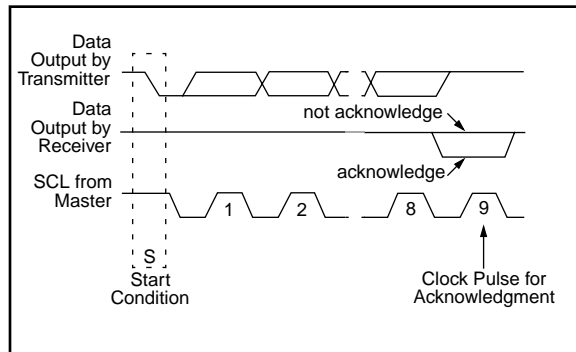 Data
Output by
Transmitter
Data
Output by
Receiver
not acknowledge
acknowledge
SCL from
Master
1
2
8
9
S
Start
Condition
Clock Pulse for
Acknowledgment